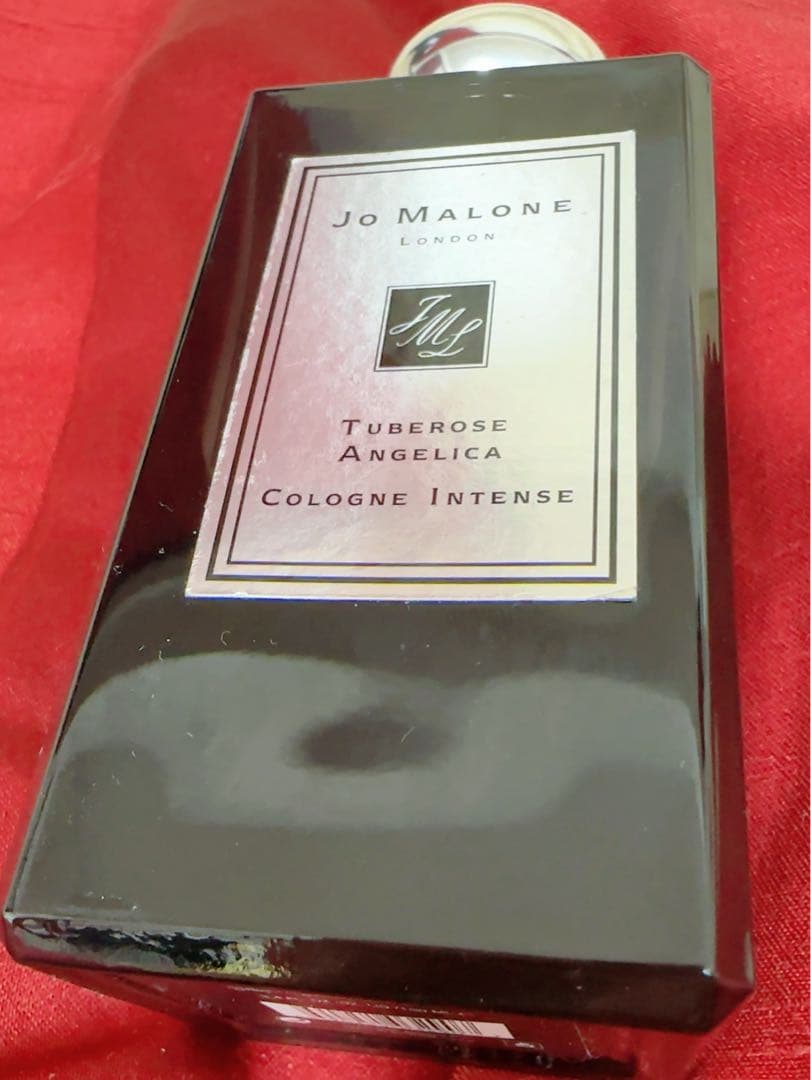 Jo Malone
London
JML
Tuberose
Angelica
Cologne Intense